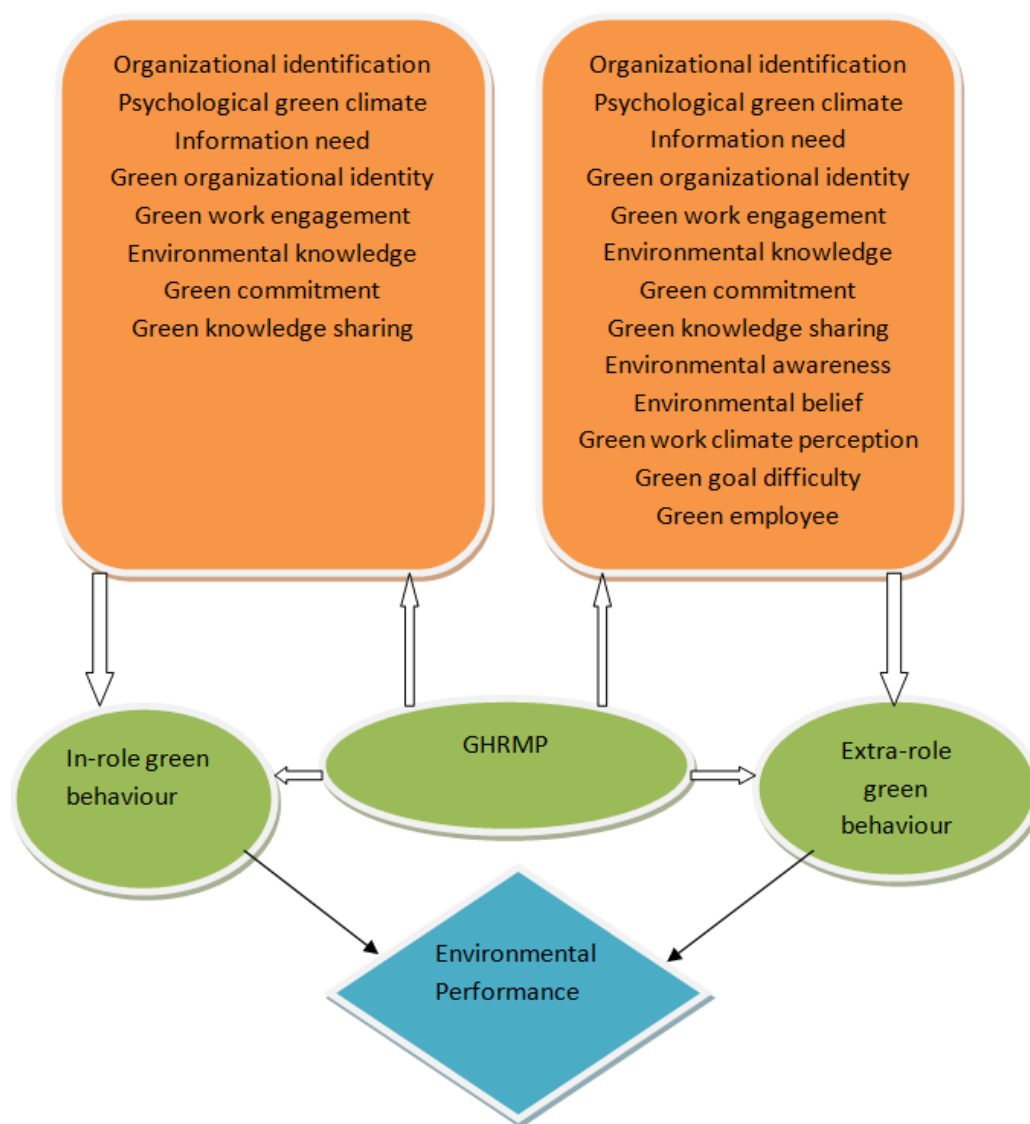 Organizational identification
Psychological green climate
Information need
Green organizational identity
Green work engagement
Environmental knowledge
Green commitment
Green knowledge sharing
Organizational identification
Psychological green climate
Information need
Green organizational identity
Green work engagement
Environmental knowledge
Green commitment
Green knowledge sharing
Environmental awareness
Environmental belief
Green work climate perception
Green goal difficulty
Green employee
In-role green
behaviour
GHRMP
Extra-role
green
behaviour
Environmental
Performance